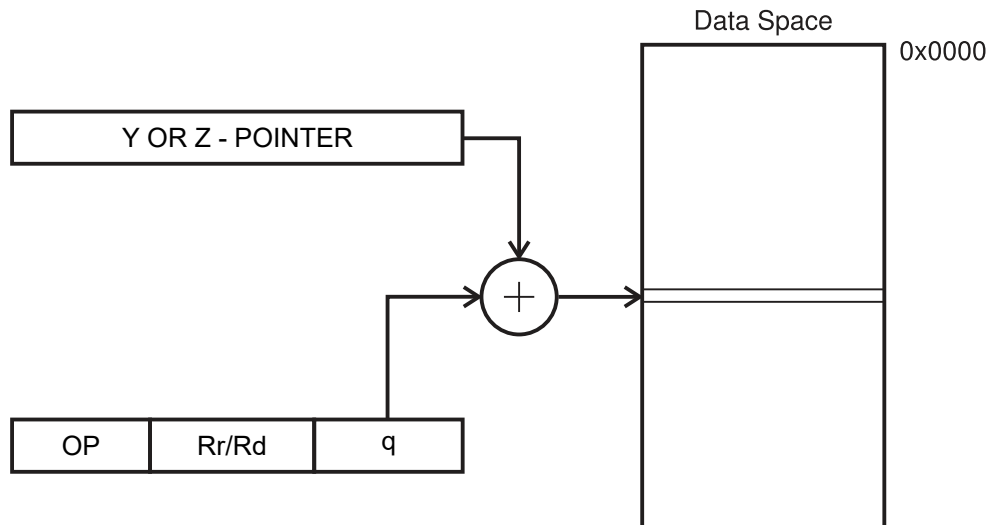 Data Space
0x0000
Y OR Z - POINTER
OP
Rr/Rd
q